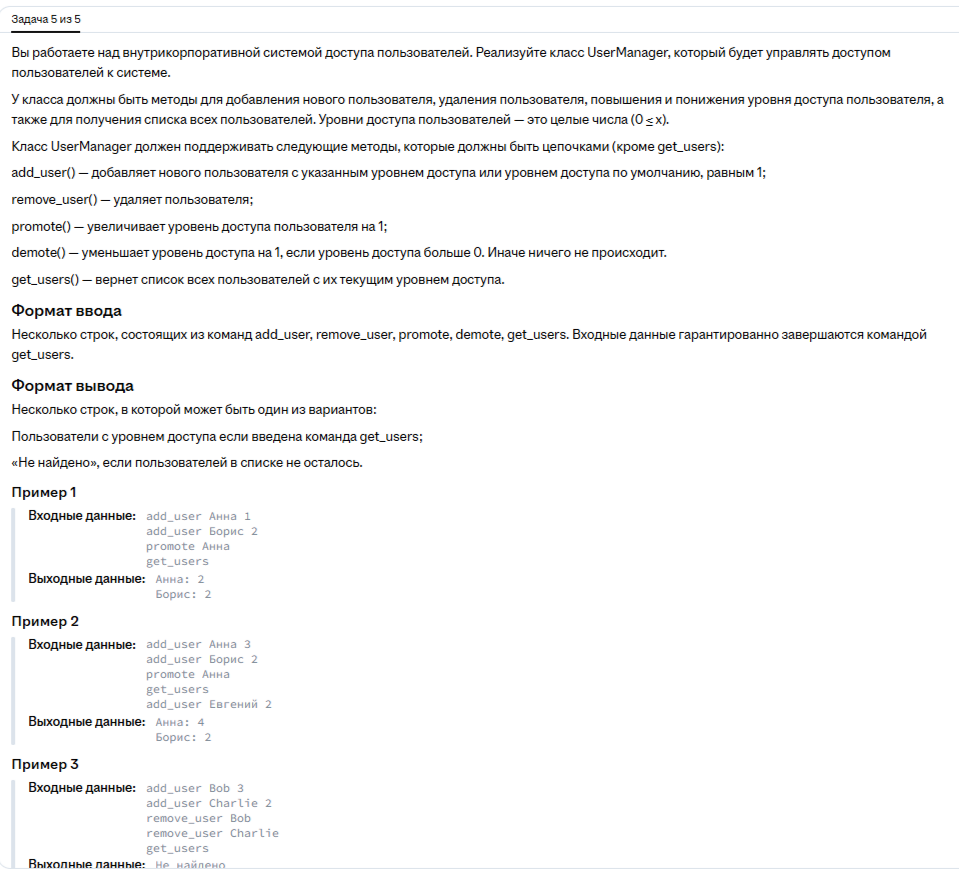 Задача 5 из 5
Вы работаете над внутрикорпоративной системой доступа пользователей. Реализуйте класс UserManager, который будет управлять доступом
пользователей к системе.
У класса должны быть методы для добавления нового пользователя, удаления пользователя, повышения и понижения уровня доступа пользователя, а
также для получения списка всех пользователей. Уровни доступа пользователей — это целые числа (0 ≤ x).
Класс UserManager должен поддерживать следующие методы, которые должны быть цепочками (кроме get_users):
add_user() — добавляет нового пользователя с указанным уровнем доступа или уровнем доступа по умолчанию, равным 1;
remove_user() — удаляет пользователя;
promote() — увеличивает уровень доступа пользователя на 1;
demote() — уменьшает уровень доступа на 1, если уровень доступа больше 0. Иначе ничего не происходит.
get_users() — вернет список всех пользователей с их текущим уровнем доступа.
Формат ввода
Несколько строк, состоящих из команд add_user, remove_user, promote, demote, get_users. Входные данные гарантированно завершаются командой
get_users.
Формат вывода
Несколько строк, в которой может быть один из вариантов:
Пользователи с уровнем доступа если введена команда get_users;
«Не найдено», если пользователей в списке не осталось.
Пример 1
Входные данные: add_user Анна 1
add_user Борис 2
promote Анна
get_users
Выходные данные: Анна: 2
Борис: 2
Пример 2
Входные данные: add_user Анна 3
add_user Борис 2
promote Анна
get_users
add_user Евгений 2
Выходные данные: Анна: 4
Борис: 2
Пример 3
Входные данные: add_user Bob 3
add_user Charlie 2
remove_user Bob
remove_user Charlie
get_users
Выходные данные: Не найдено